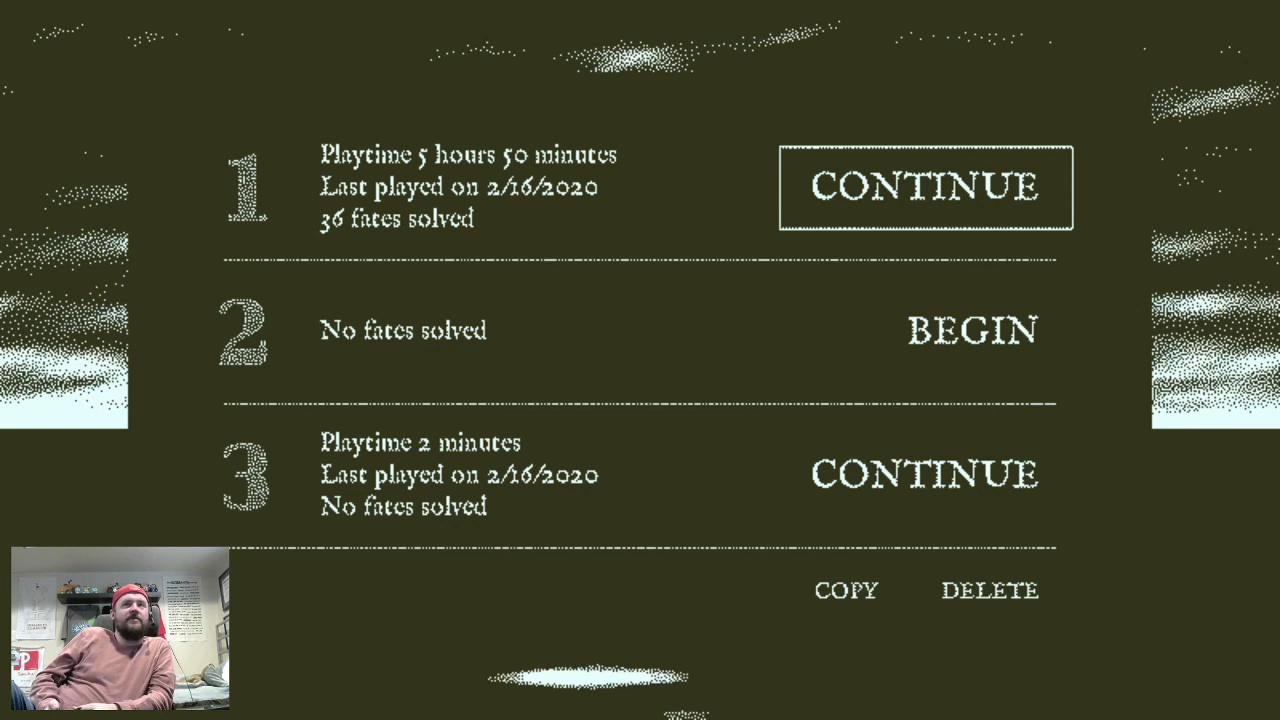 1
Playtime 5 hours 50 minutes
Last played on 2/16/2020
36 fates solved
CONTINUE
2
No fates solved
BEGIN
3
Playtime 2 minutes
Last played on 2/16/2020
No fates solved
CONTINUE
COPY DELETE
P